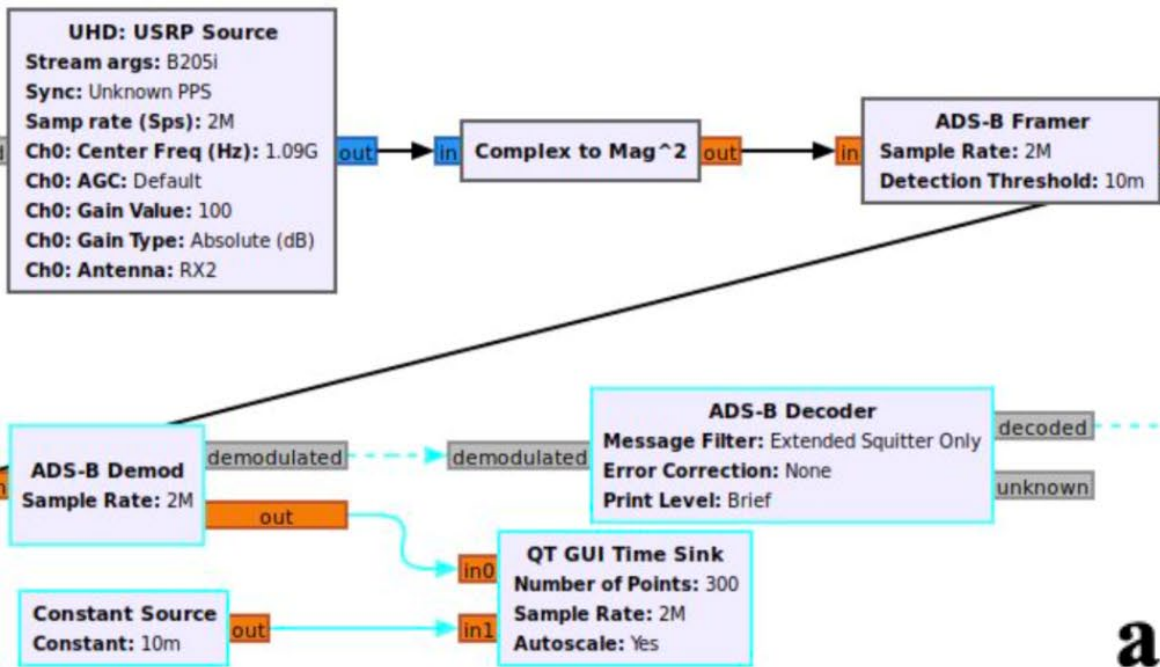 UHD: USRP Source
Stream args: B205i
Sync: Unknown PPS
Samp rate (Sps): 2M
Ch0: Center Freq (Hz): 1.09G
Ch0: AGC: Default
Ch0: Gain Value: 100
Ch0: Gain Type: Absolute (dB)
Ch0: Antenna: RX2
out
in
Complex to Mag^2
out
in
ADS-B Framer
Sample Rate: 2M
Detection Threshold: 10m
ADS-B Demod
Sample Rate: 2M
demodulated
out
demodulated
ADS-B Decoder
Message Filter: Extended Squitter Only
Error Correction: None
Print Level: Brief
decoded
unknown
Constant Source
Constant: 10m
out
in0
in1
QT GUI Time Sink
Number of Points: 300
Sample Rate: 2M
Autoscale: Yes
a